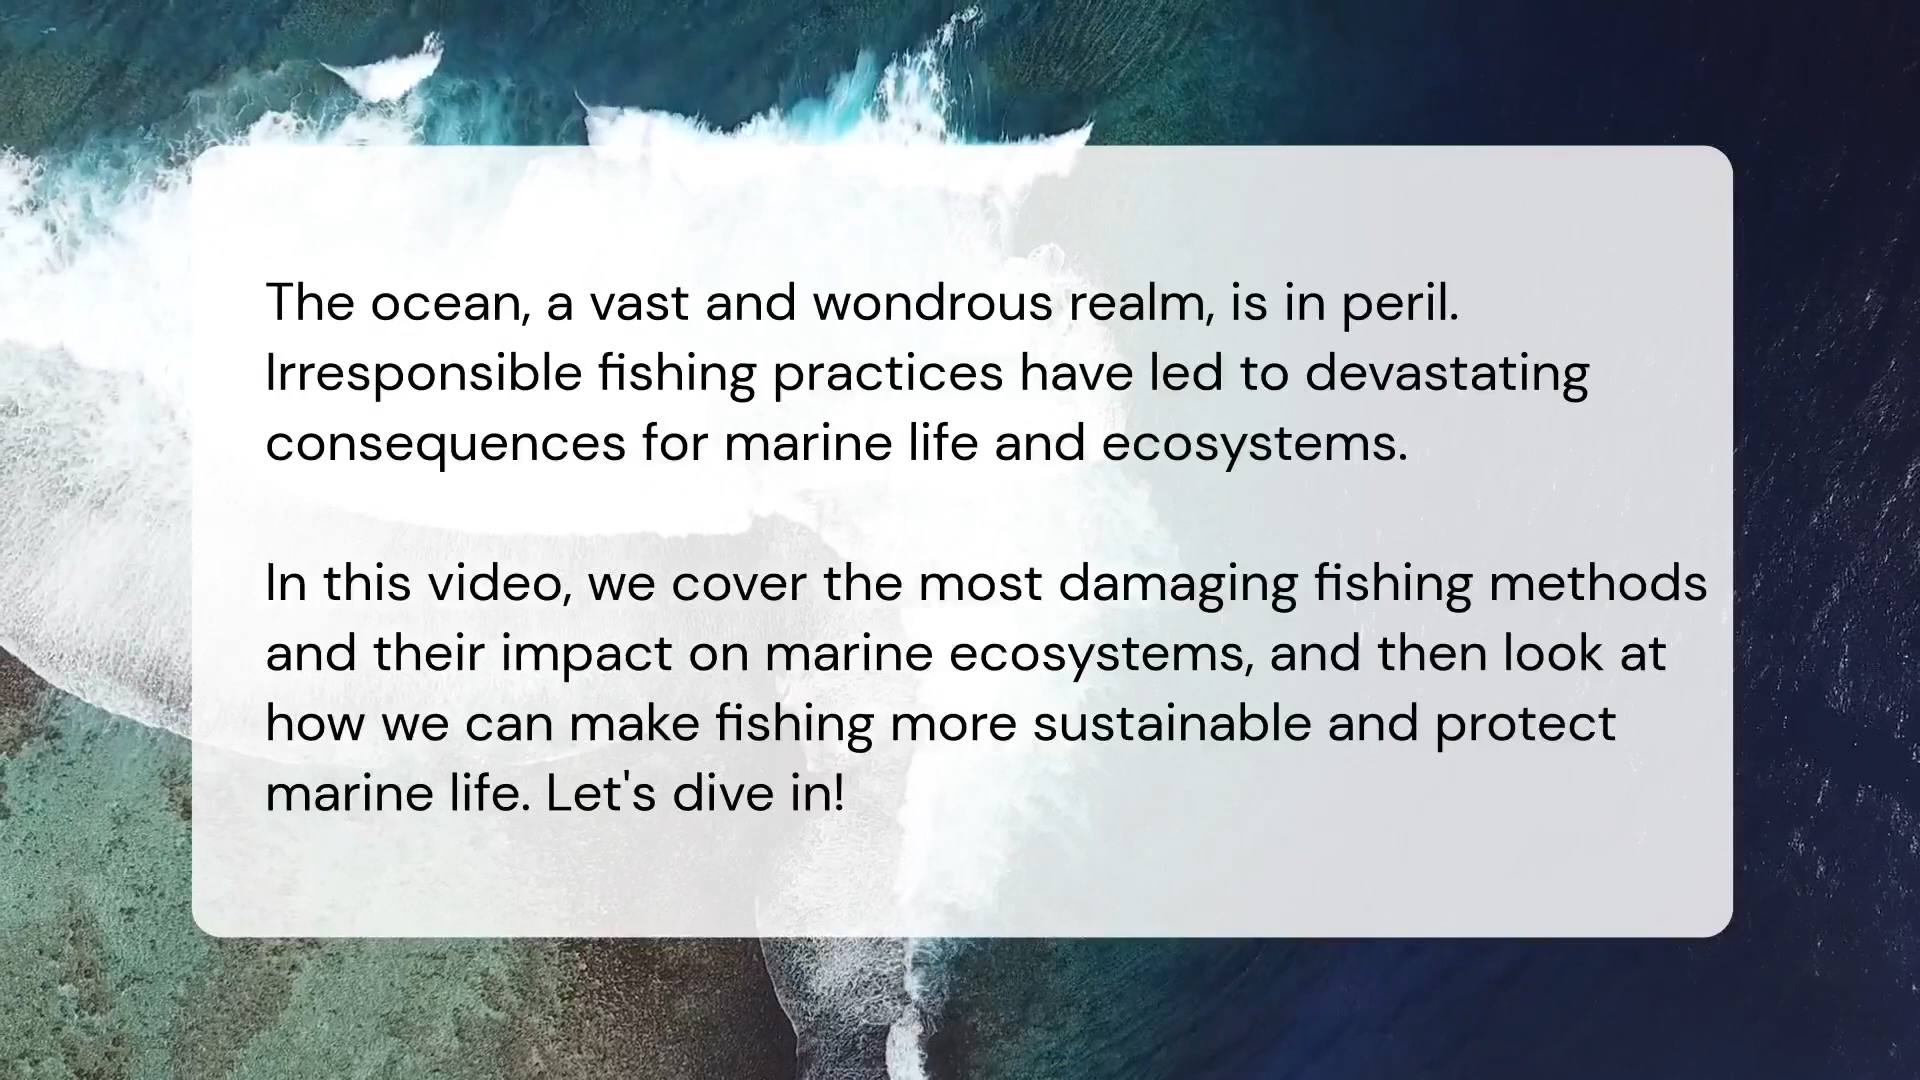 The ocean, a vast and wondrous realm, is in peril.
Irresponsible fishing practices have led to devastating
consequences for marine life and ecosystems.
In this video, we cover the most damaging fishing methods
and their impact on marine ecosystems, and then look at
how we can make fishing more sustainable and protect
marine life. Let's dive in!